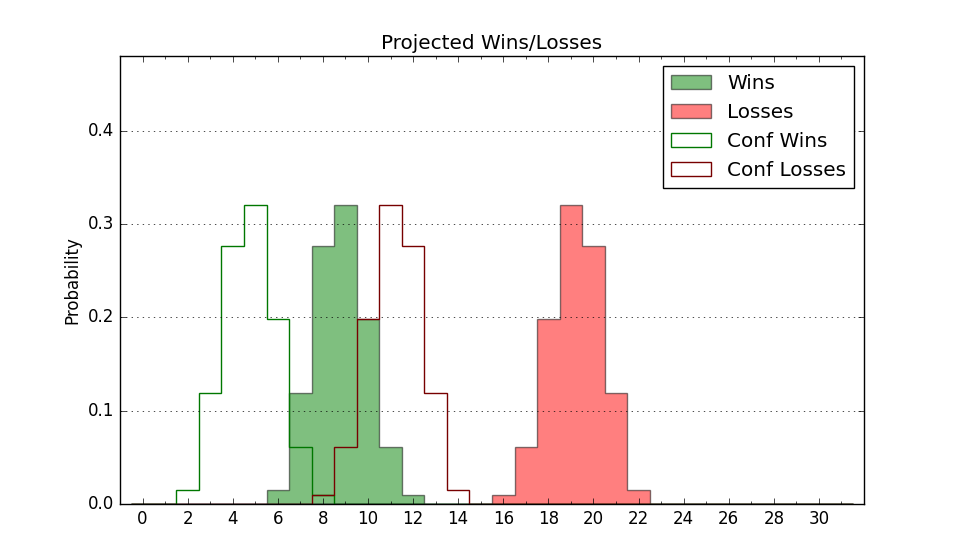 Projected Wins/Losses
Wins
Losses
Conf Wins
Conf Losses
Probability
0.4
0.3
0.2
0.1
0.0
0 2 4 6 8 10 12 14 16 18 20 22 24 26 28 30